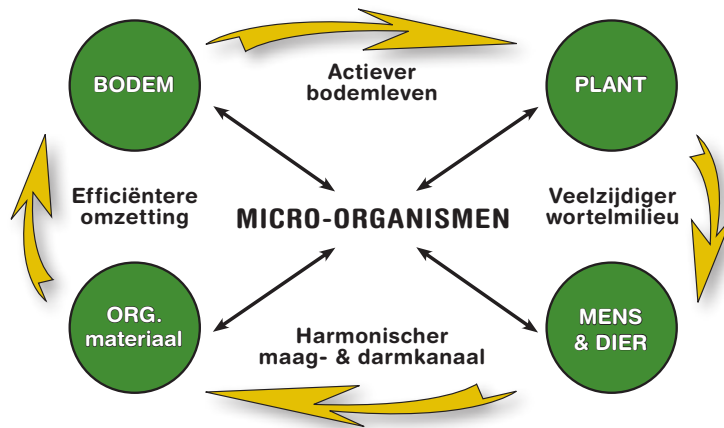 BODEM
Actiever
bodemleven
PLANT
Efficiëntere
omzetting
MICRO-ORGANISMEN
Veelzijdiger
wortelmilieu
ORG.
materiaal
Harmonischer
maag- & darmkanaal
MENS
& DIER